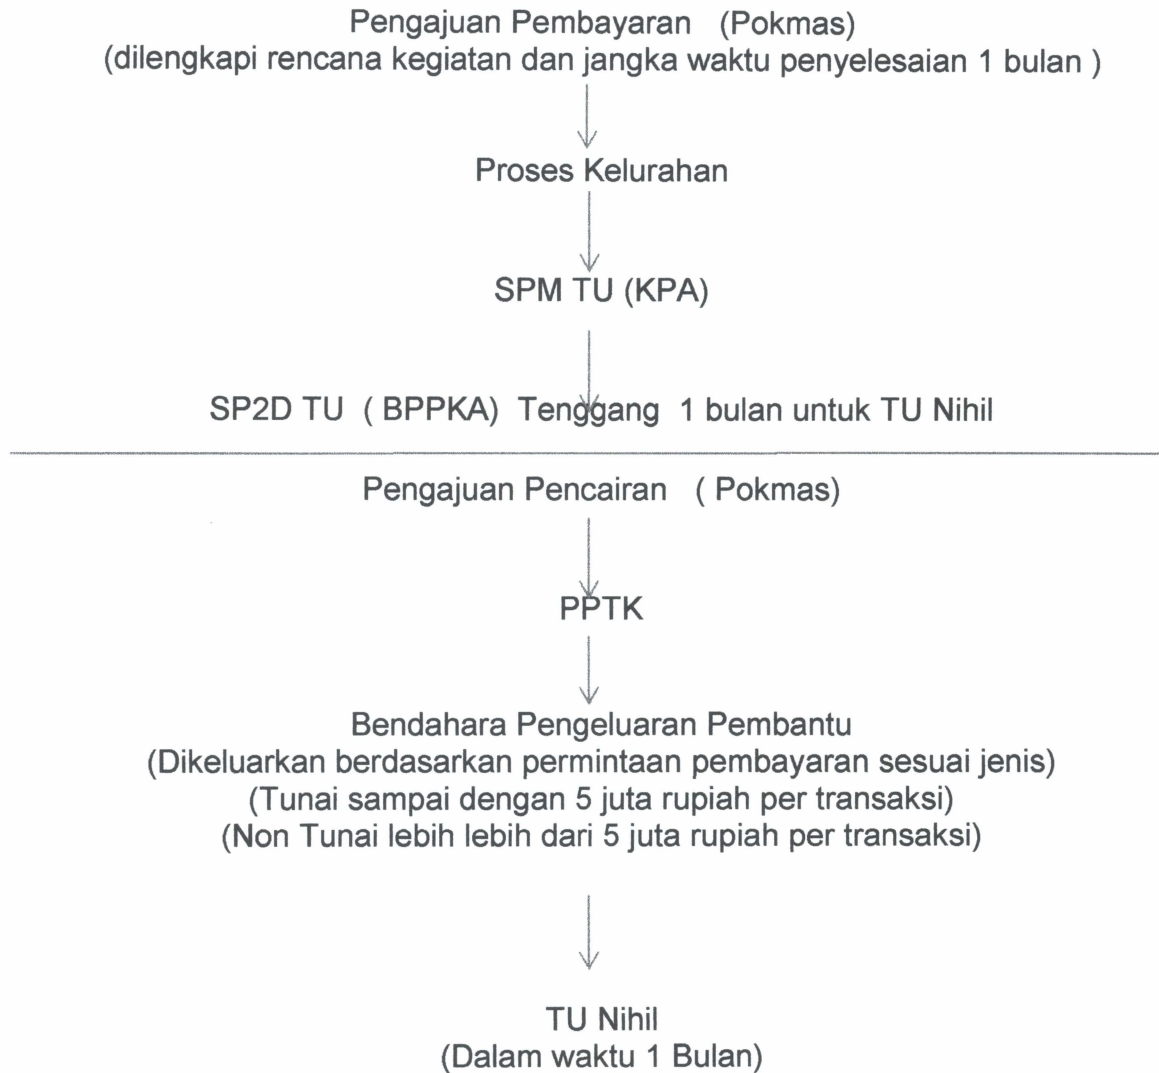 Pengajuan Pembayaran (Pokmas)
(dilengkapi rencana kegiatan dan jangka waktu penyelesaian 1 bulan )
Proses Kelurahan
SPM TU (KPA)
SP2D TU ( BPPKA) Tenggang 1 bulan untuk TU Nihil
Pengajuan Pencairan ( Pokmas)
PPTK
Bendahara Pengeluaran Pembantu
(Dikeluarkan berdasarkan permintaan pembayaran sesuai jenis)
(Tunai sampai dengan 5 juta rupiah per transaksi)
(Non Tunai lebih lebih dari 5 juta rupiah per transaksi)
TU Nihil
(Dalam waktu 1 Bulan)